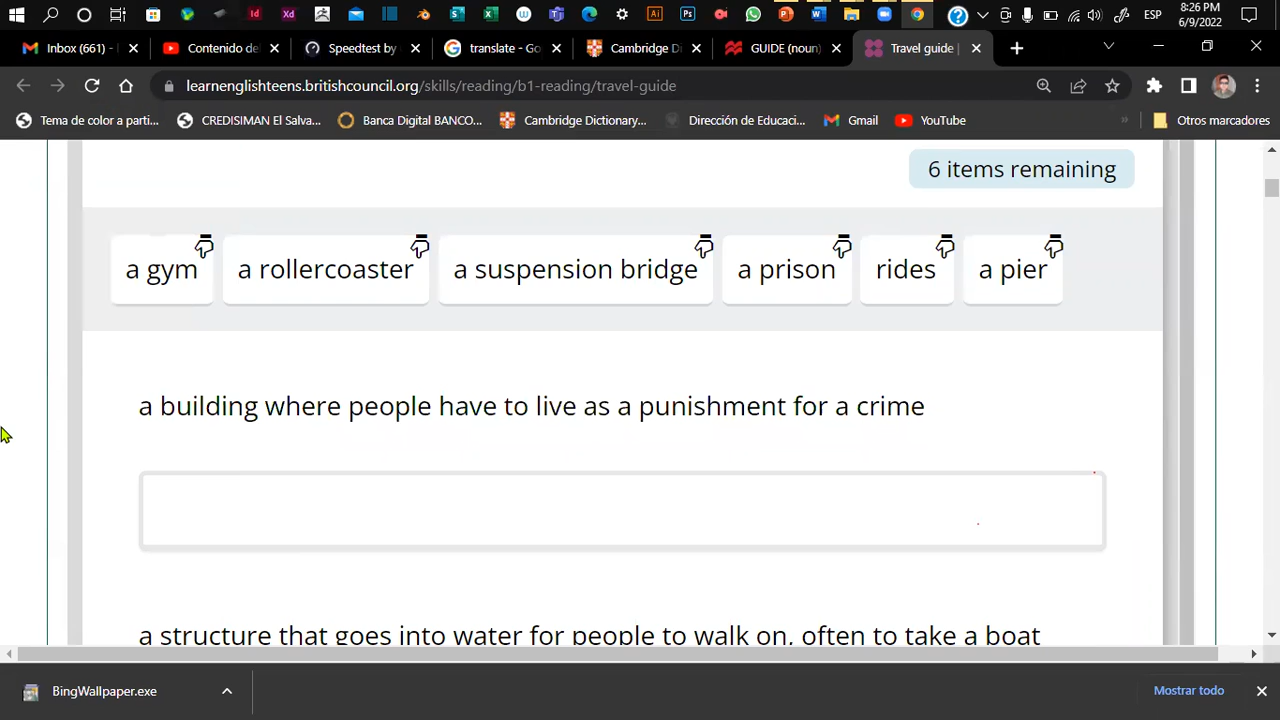 8:26 PM
ESP
6/9/2022
Inbox (661) -
Contenido de
Speedtest by
translate - Go
Cambridge D
GUIDE (noun)
Travel guide |
learnenglishteens.britishcouncil.org/skills/reading/b1-reading/travel-guide
Tema de color a parti...
CREDISIMAN El Salva...
Banca Digital BANCO...
Cambridge Dictionary...
Dirección de Educaci...
Gmail
YouTube
»
Otros marcadores
6 items remaining
a gym
a rollercoaster
a suspension bridge
a prison
rides
a pier
a building where people have to live as a punishment for a crime
a structure that goes into water for people to walk on, often to take a boat
BingWallpaper.exe
Mostrar todo